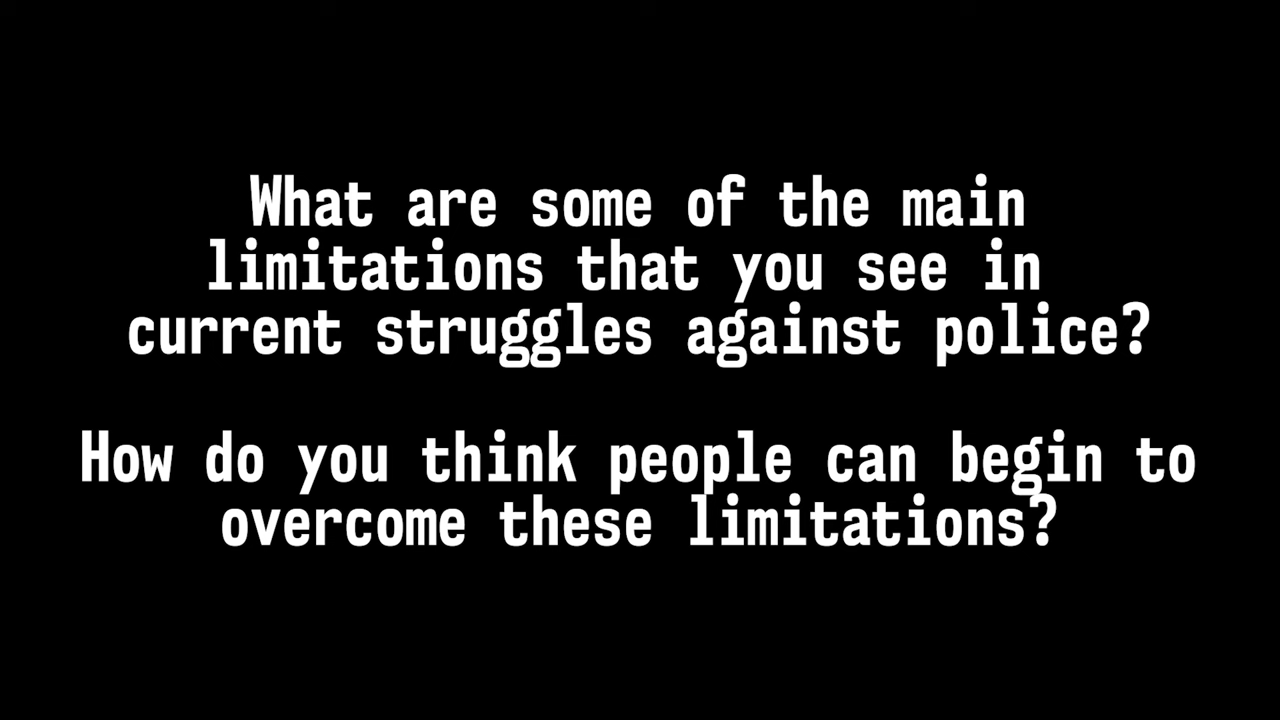 What are some of the main
limitations that you see in
current struggles against police?
How do you think people can begin to
overcome these limitations?